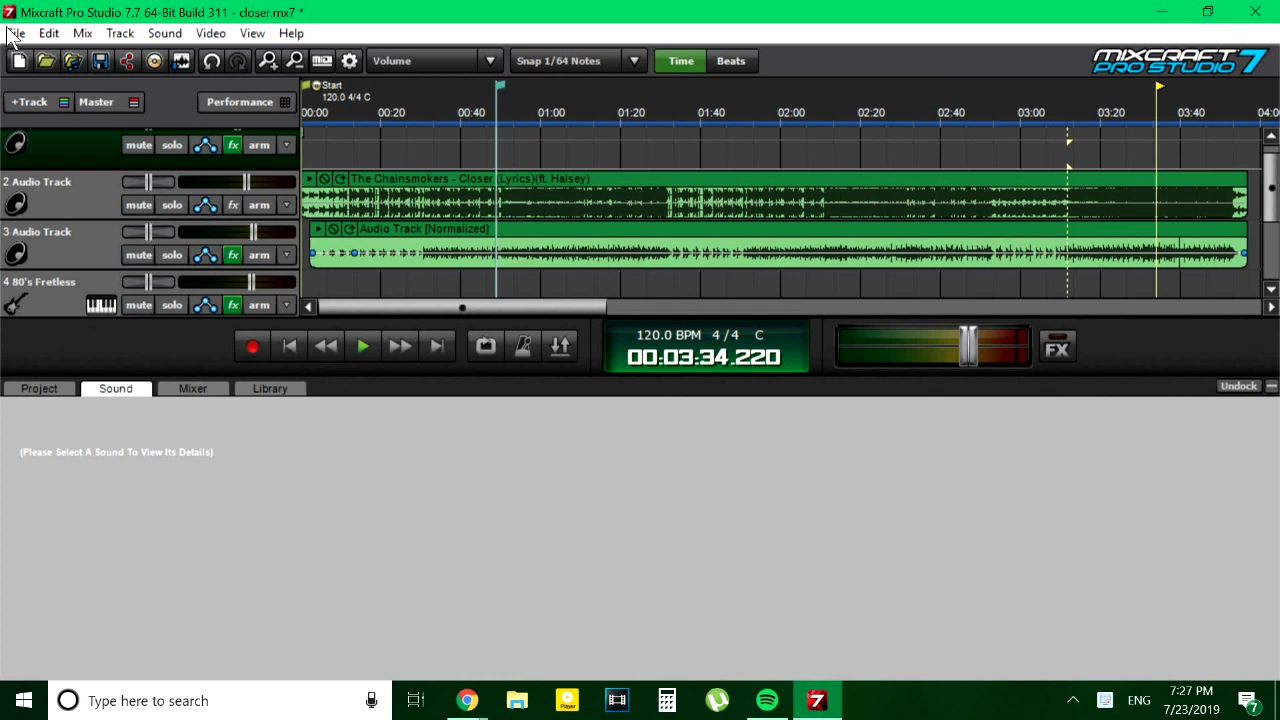 Mixcraft Pro Studio 7.7 64-Bit Build 311 - closer.mx7 *
File Edit Mix Track Sound Video View Help
Volume Snap 1/64 Notes Time Beats MIXCRAFT 7 PRO STUDIO
+Track Master Performance
Start
120.0 4/4 C
00:00 00:20 00:40 01:00 01:20 01:40 02:00 02:20 02:40 03:00 03:20 03:40 04:0
mute solo fx arm
2 Audio Track The Chainsmokers - Closer (Lyrics)(ft. Halsey)
mute solo fx arm
3 Audio Track Audio Track [Normalized]
mute solo fx arm
4 80's Fretless
mute solo fx arm
120.0 BPM 4/4 C
00:03:34.220
FX
Project Sound Mixer Library Undock
(Please Select A Sound To View Its Details)
Type here to search Player 7 ENG 7:27 PM 7
7/23/2019